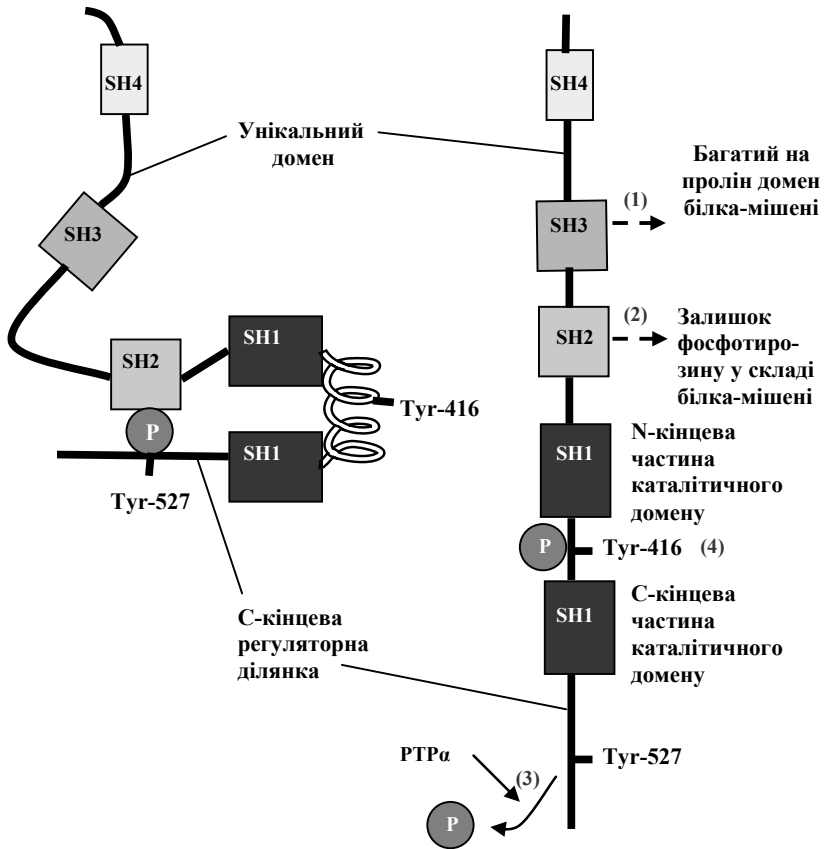 SH4
Унікальний
домен
SH3
SH2
SH1
Tyr-416
P
SH1
Tyr-527
С-кінцева
регуляторна
ділянка
SH4
Багатий на
пролін домен
білка-мішені
(1)
SH3
(2)
SH2
Залишок
фосфотиро-
зину у складі
білка-мішені
N-кінцева
частина
каталітичного
домену
SH1
P
Tyr-416 (4)
SH1
С-кінцева
частина
каталітичного
домену
Tyr-527
PTPα
(3)
P